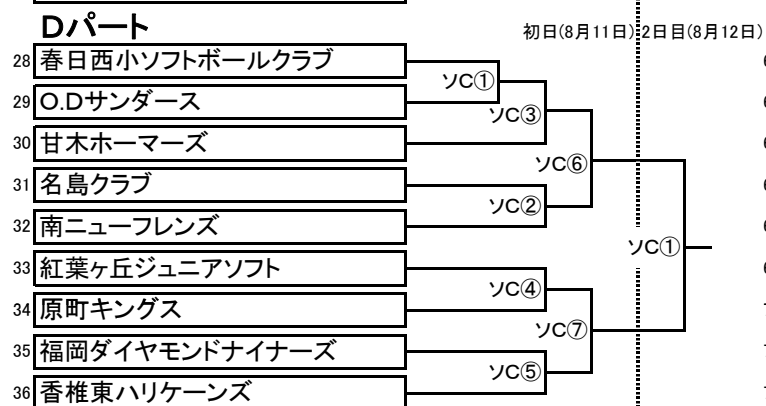 Dパート
初日(8月11日) 2日目(8月12日)
28 春日西小ソフトボールクラブ
ソC①
29 O.Dサンダース
ソC③
30 甘木ホーマーズ
ソC⑥
31 名島クラブ
ソC②
32 南ニューフレンズ
ソC①
33 紅葉ヶ丘ジュニアソフト
ソC④
34 原町キングス
ソC⑦
35 福岡ダイヤモンドナイナーズ
ソC⑤
36 香椎東ハリケーンズ